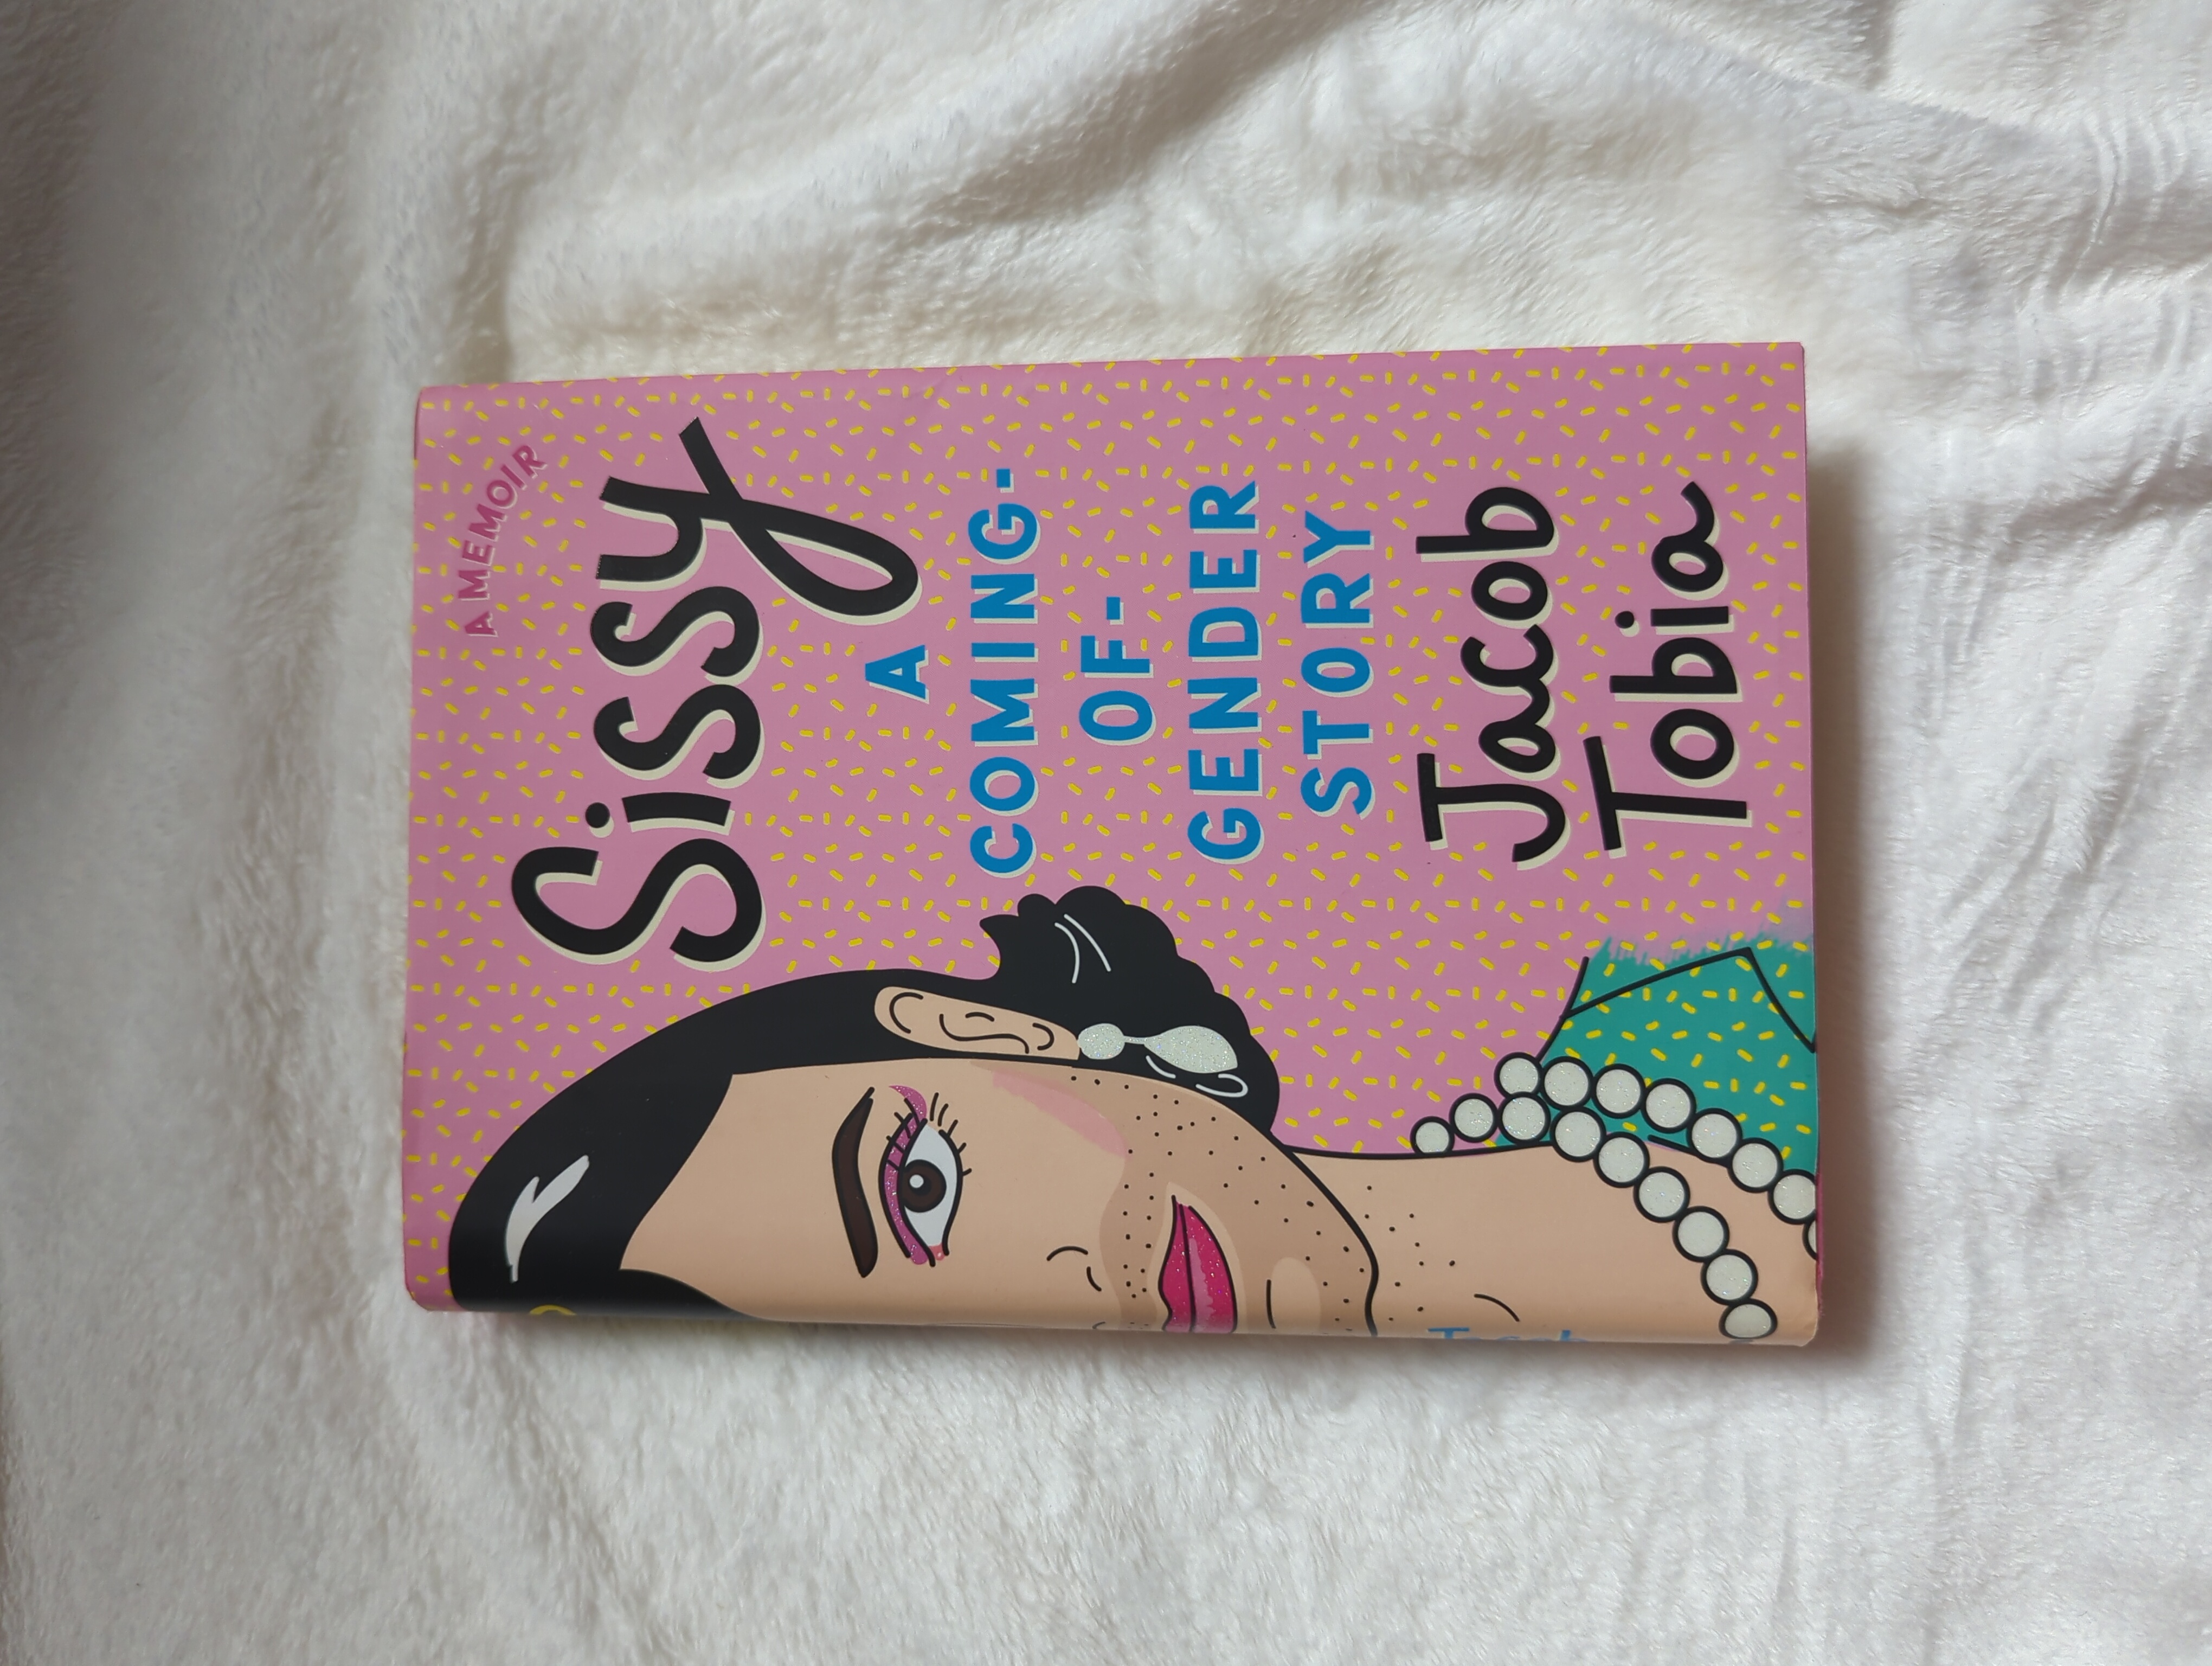 A MEMOIR
Sissy
A
COMING-
OF-
GENDER
STORY
Jacob
Tobia